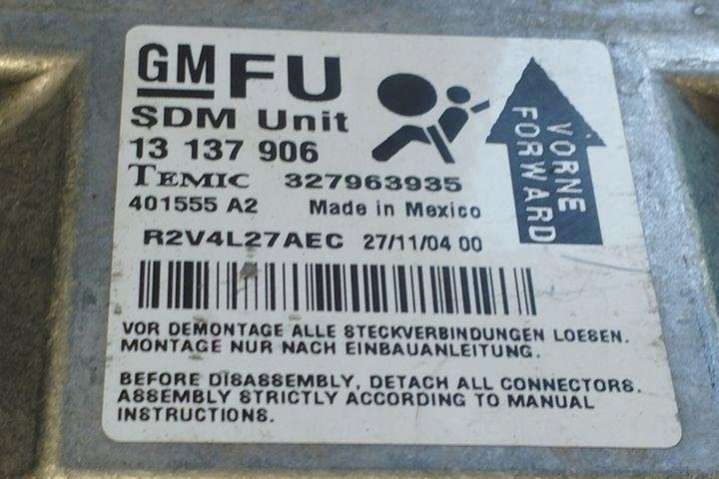 GM FU
SDM Unit
13 137 906
TEMIC 327963935
401555 A2 Made in Mexico
R2V4L27AEC 27/11/04 00
VORNE
FORWARD
VOR DEMONTAGE ALLE STECKVERBINDUNGEN LOESEN.
MONTAGE NUR NACH EINBAUANLEITUNG.
BEFORE DISASSEMBLY, DETACH ALL CONNECTORS.
ASSEMBLY STRICTLY ACCORDING TO MANUAL
INSTRUCTIONS.